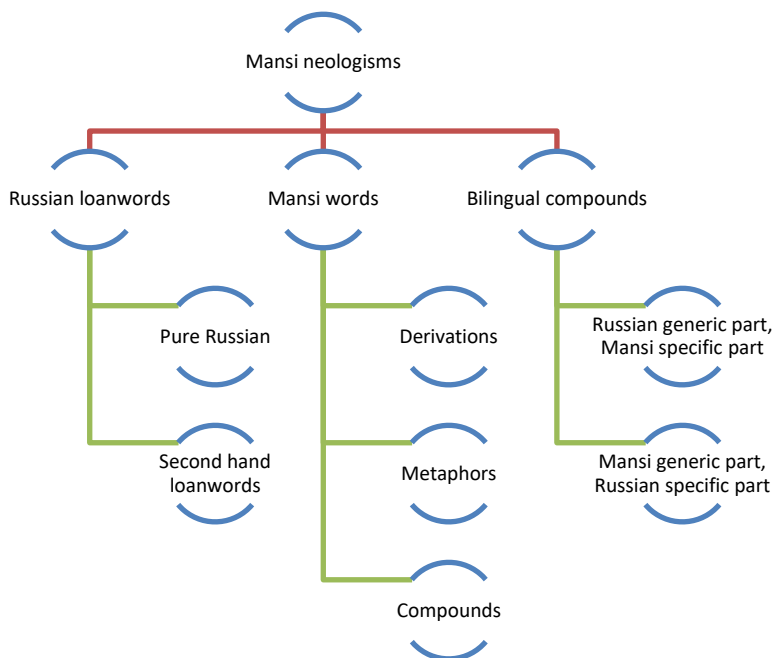 Mansi neologisms
Russian loanwords
Mansi words
Bilingual compounds
Pure Russian
Derivations
Russian generic part,
Mansi specific part
Second hand
loanwords
Metaphors
Mansi generic part,
Russian specific part
Compounds